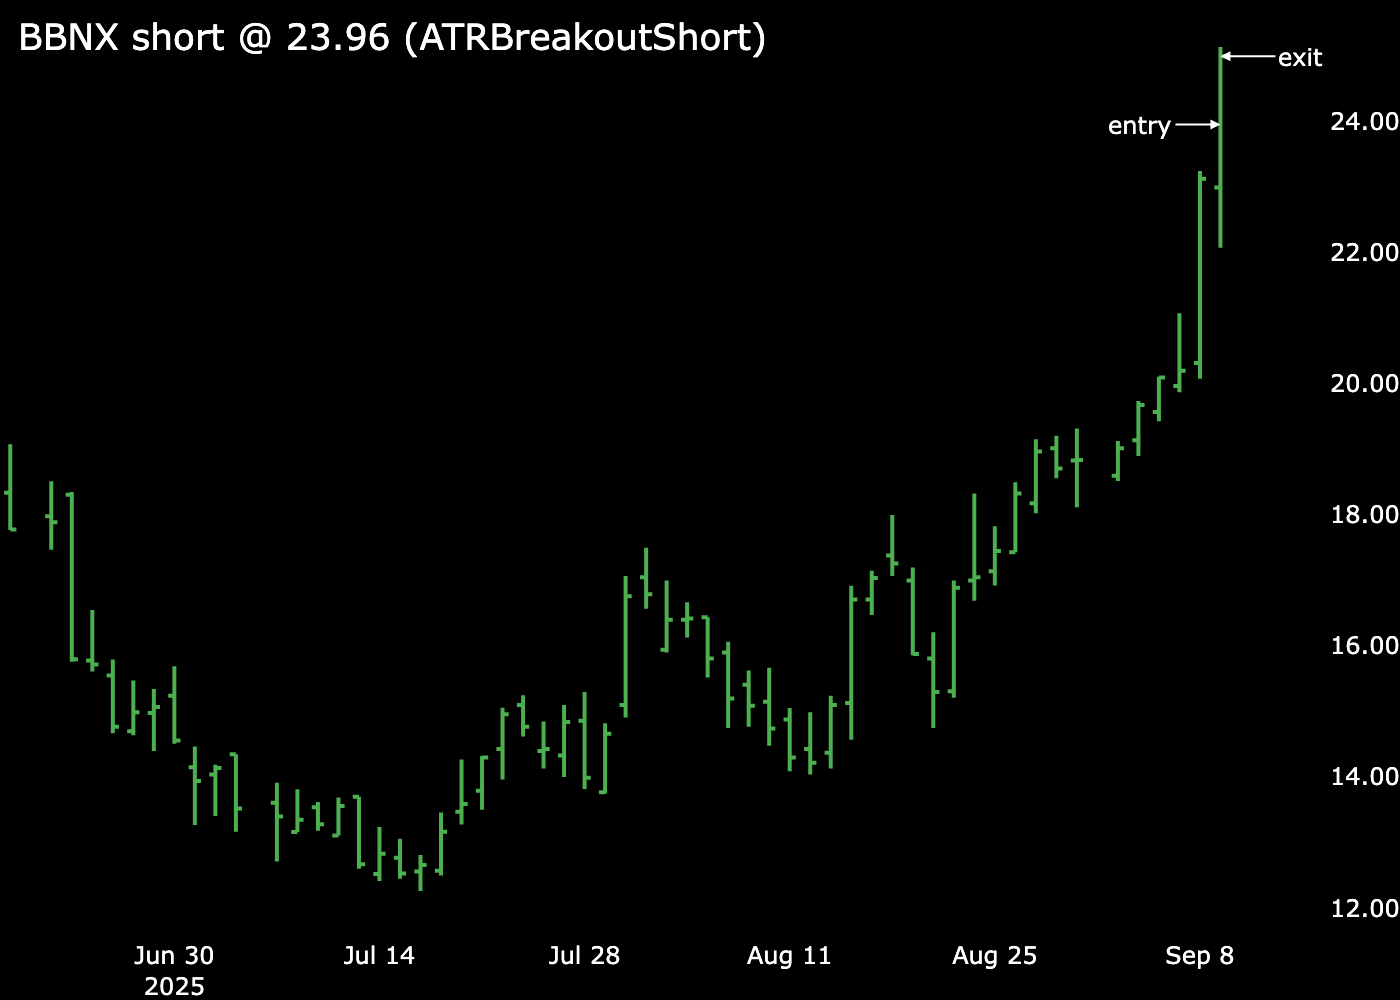 BBNX short @ 23.96 (ATRBreakoutShort)
exit
entry
24.00
22.00
20.00
18.00
16.00
14.00
12.00
Jun 30
2025
Jul 14
Jul 28
Aug 11
Aug 25
Sep 8